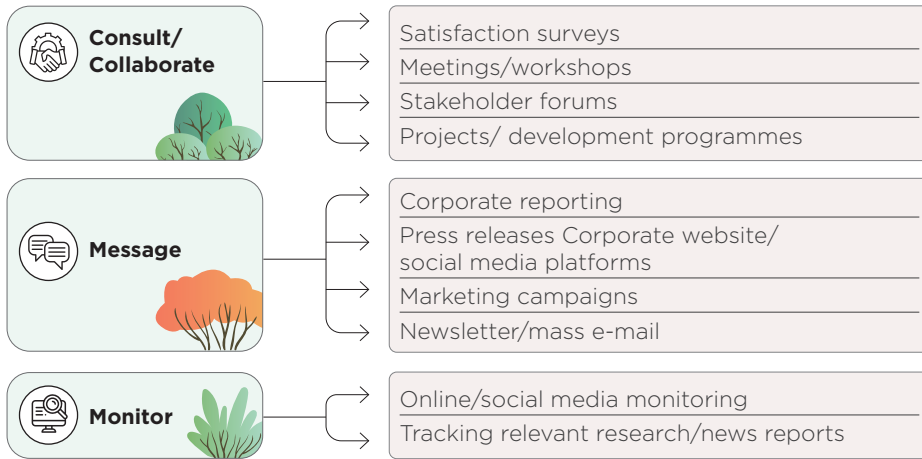 Consult/
Collaborate
Satisfaction surveys
Meetings/workshops
Stakeholder forums
Projects/ development programmes
Message
Corporate reporting
Press releases Corporate website/
social media platforms
Marketing campaigns
Newsletter/mass e-mail
Monitor
Online/social media monitoring
Tracking relevant research/news reports